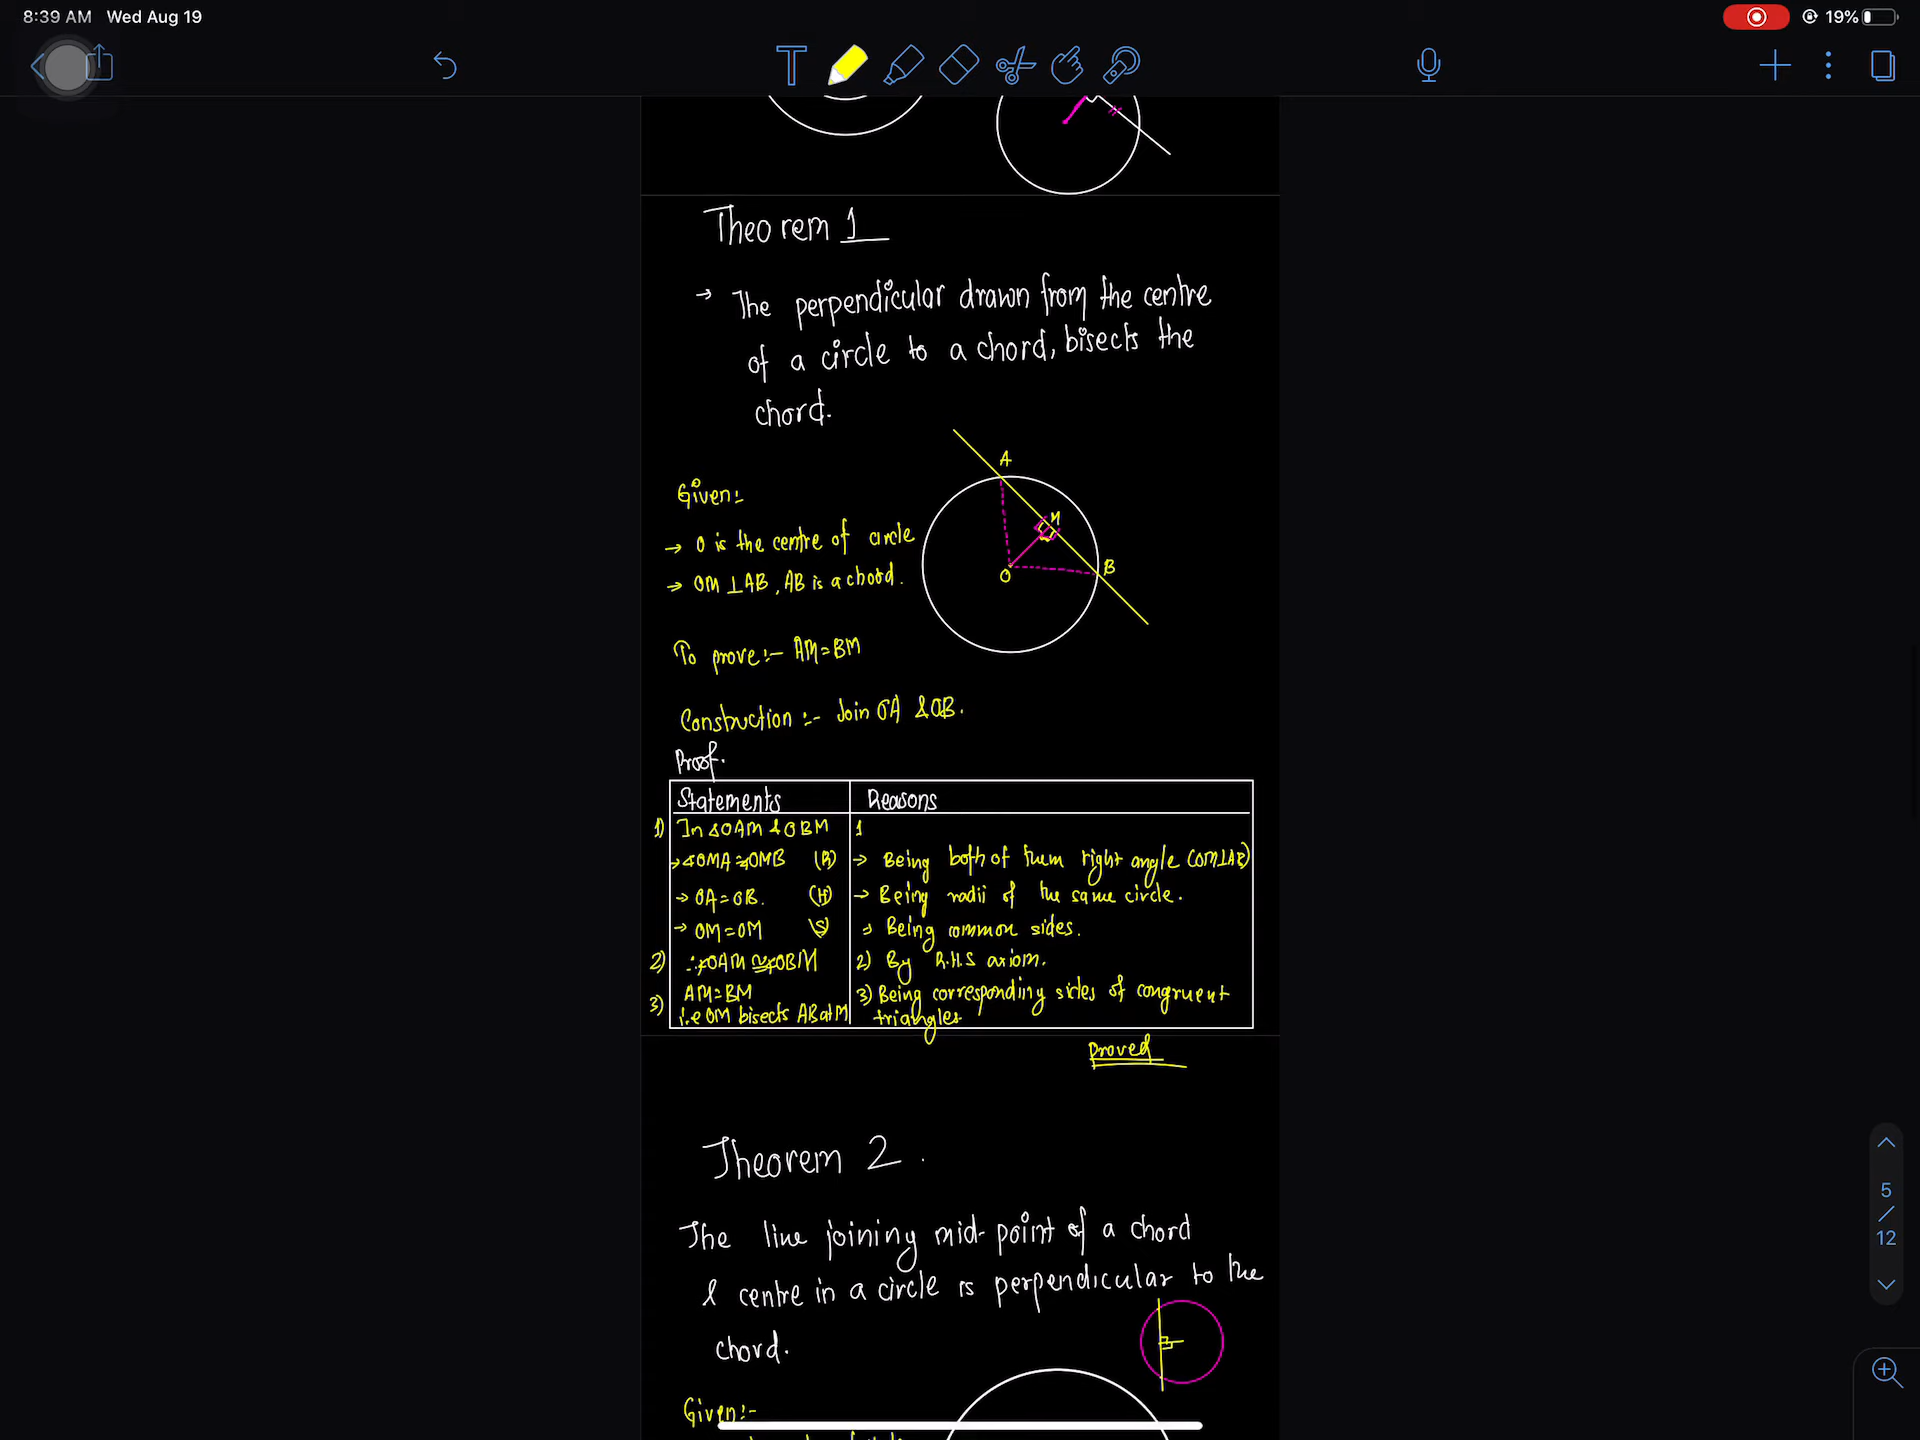 8:39 AM Wed Aug 19
19%
Theorem 1
→ The perpendicular drawn from the centre
of a circle to a chord, bisects the
chord.
A
M
O
B
Given:-
→ O is the centre of circle
→ OM ⊥ AB, AB is a chord.
To prove:- AM = BM
Construction :- Join OA & OB.
Proof.
Statements Reasons
1) In △OAM & OBM 1
→ ∢OMA = ∢OMB (R) → Being both of them right angle (OM⊥AB)
→ OA = OB. (H) → Being radii of the same circle.
→ OM = OM (S) → Being common sides.
2) ∴ OAM ≅ OBM 2) By R.H.S axiom.
3) AM = BM 3) Being corresponding sides of congruent
i.e OM bisects AB at M triangles.
Proved
Theorem 2.
The line joining mid-point of a chord
& centre in a circle is perpendicular to the
chord.
Given:-
5
/
12